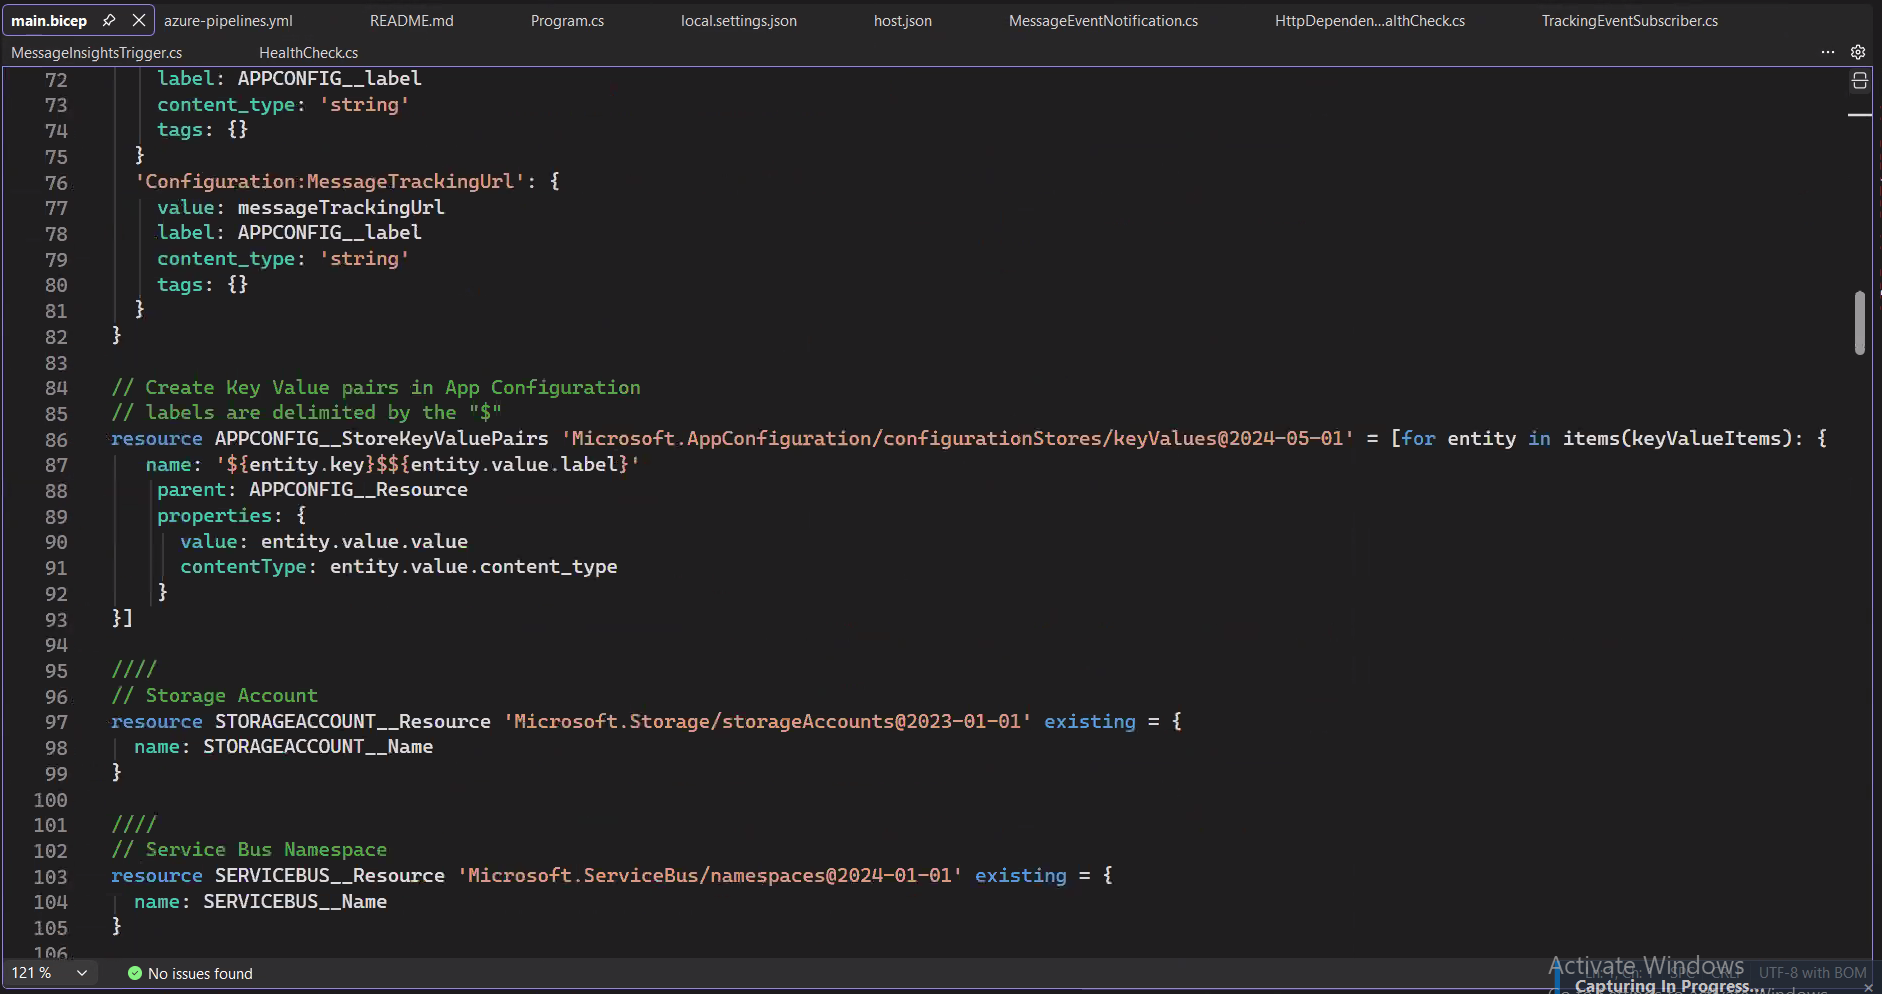 main.bicep
azure-pipelines.yml
README.md
Program.cs
local.settings.json
host.json
MessageEventNotification.cs
HttpDependen...althCheck.cs
TrackingEventSubscriber.cs
MessageInsightsTrigger.cs
HealthCheck.cs
72 label: APPCONFIG__label
73 content_type: 'string'
74 tags: {}
75 }
76 'Configuration:MessageTrackingUrl': {
77 value: messageTrackingUrl
78 label: APPCONFIG__label
79 content_type: 'string'
80 tags: {}
81 }
82 }
83
84 // Create Key Value pairs in App Configuration
85 // labels are delimited by the "$"
86 resource APPCONFIG__StoreKeyValuePairs 'Microsoft.AppConfiguration/configurationStores/keyValues@2024-05-01' = [for entity in items(keyValueItems): {
87 name: '${entity.key}$${entity.value.label}'
88 parent: APPCONFIG__Resource
89 properties: {
90 value: entity.value.value
91 contentType: entity.value.content_type
92 }
93 }]
94
95 ////
96 // Storage Account
97 resource STORAGEACCOUNT__Resource 'Microsoft.Storage/storageAccounts@2023-01-01' existing = {
98 name: STORAGEACCOUNT__Name
99 }
100
101 ////
102 // Service Bus Namespace
103 resource SERVICEBUS__Resource 'Microsoft.ServiceBus/namespaces@2024-01-01' existing = {
104 name: SERVICEBUS__Name
105 }
106
121 %
No issues found
Activate Windows
SPC CRLF UTF-8 with BOM
Capturing In Progress...